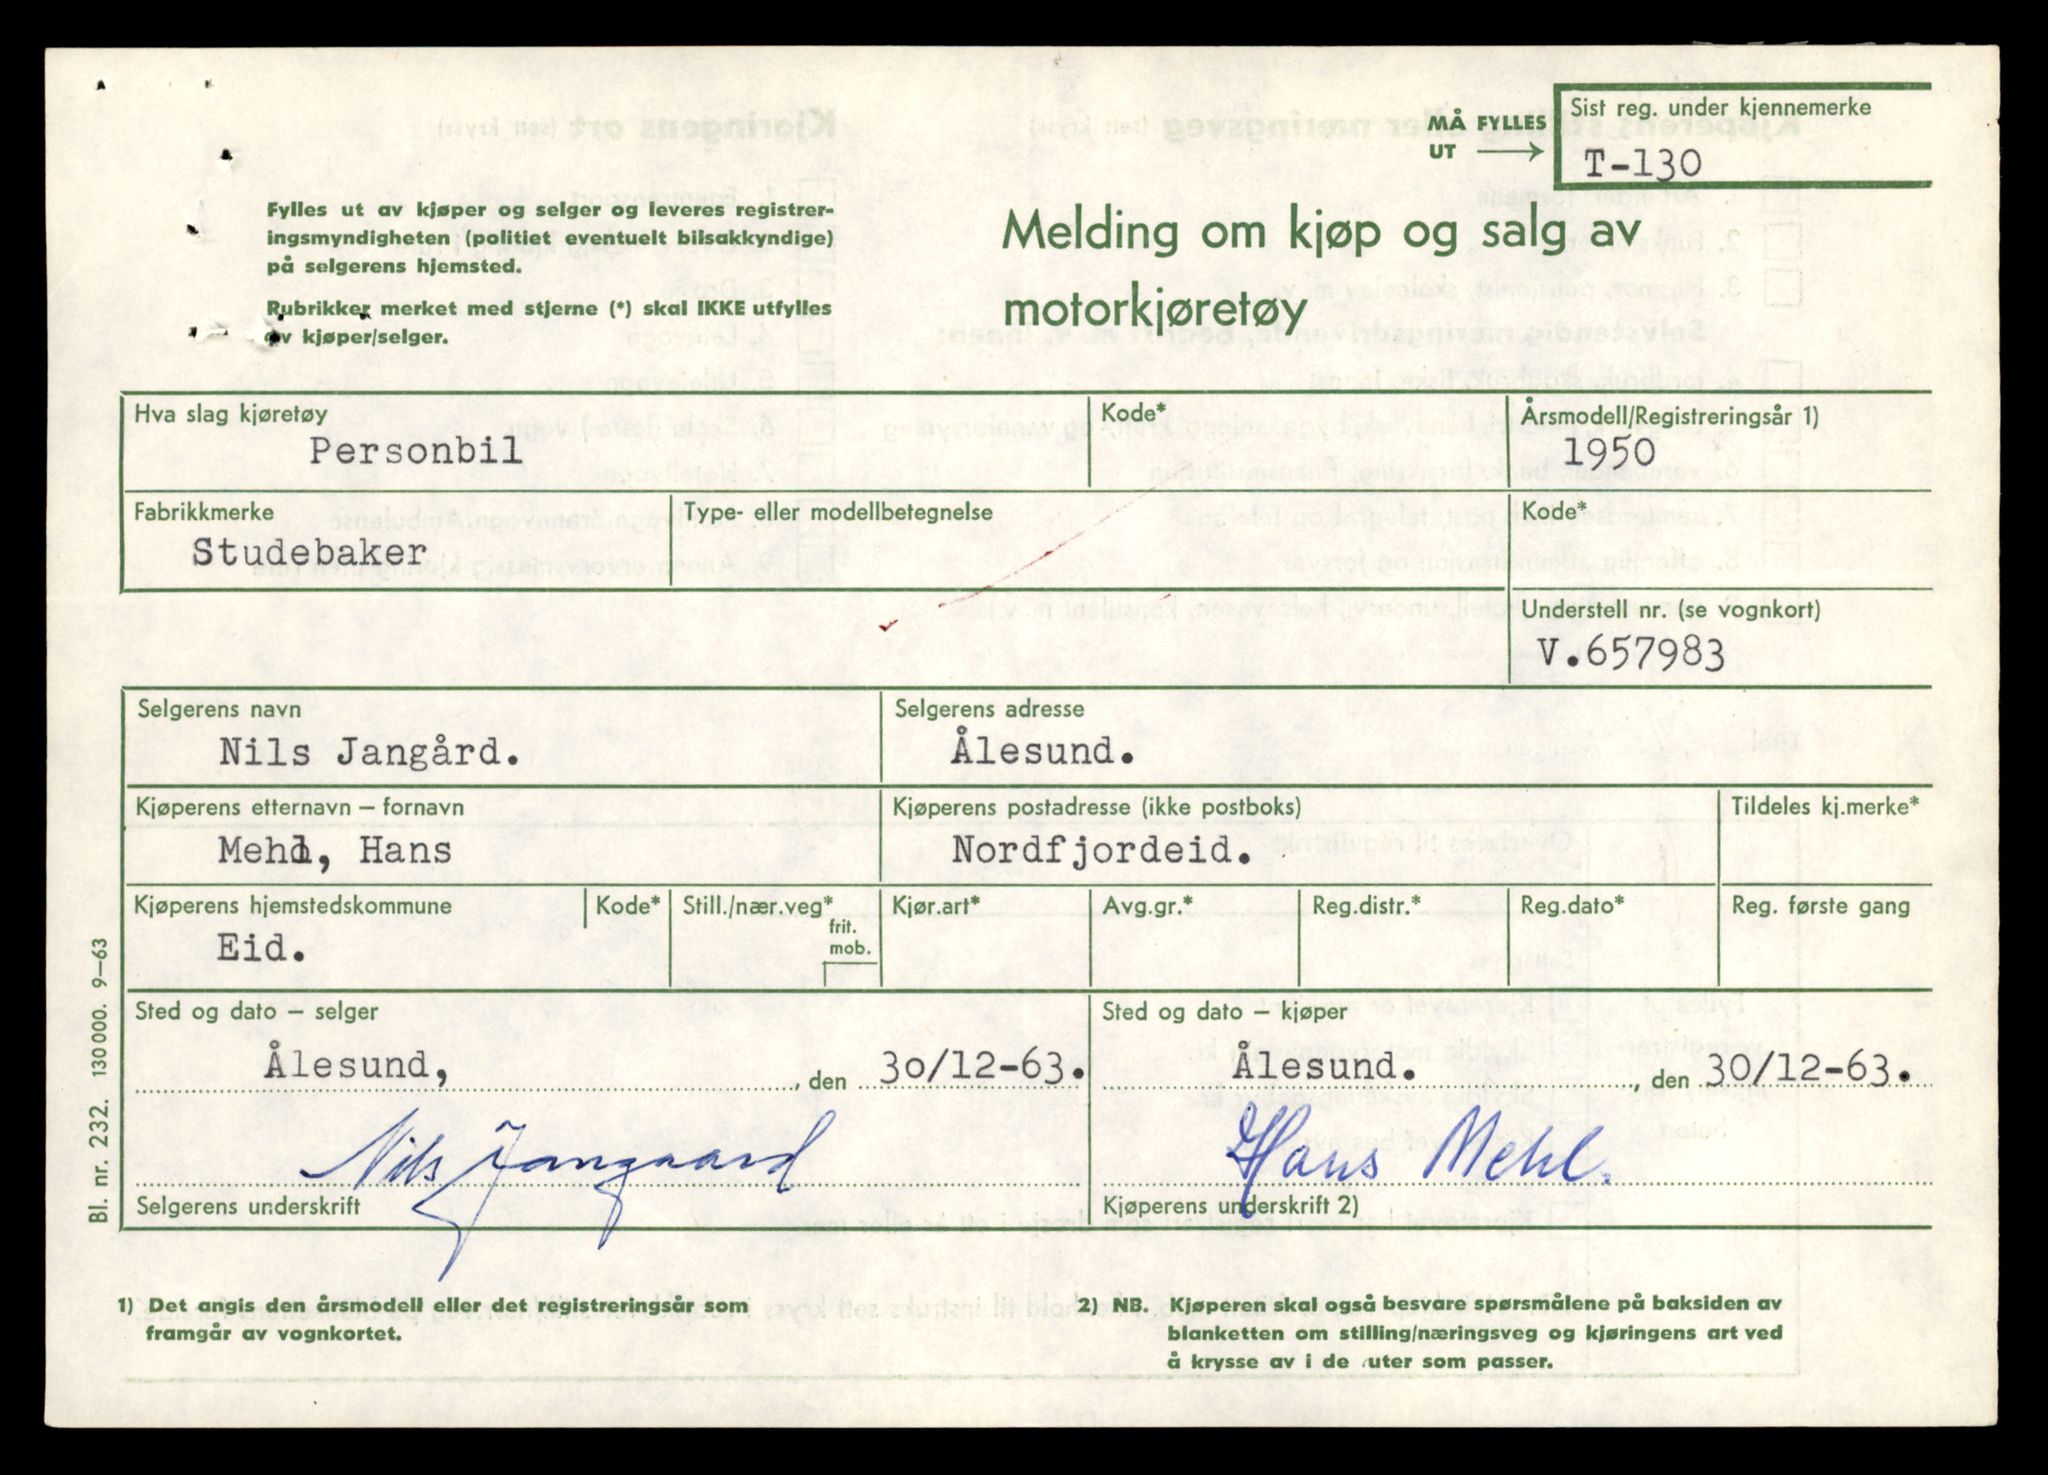 MÅ FYLLES
UT
Sist reg. under kjennemerke
T-130
Fylles ut av kjøper og selger og leveres registrer-
ingsmyndigheten (politiet eventuelt bilsakkyndige)
på selgerens hjemsted.
Rubrikker merket med stjerne (*) skal IKKE utfylles
av kjøper/selger.
Melding om kjøp og salg av
motorkjøretøy
Hva slag kjøretøy
Personbil
Kode*
Årsmodell/Registreringsår 1)
1950
Fabrikkmerke
Studebaker
Type- eller modellbetegnelse
Kode*
Understell nr. (se vognkort)
V.657983
Selgerens navn
Nils Jangård.
Selgerens adresse
Ålesund.
Kjøperens etternavn – fornavn
Mehl, Hans
Kjøperens postadresse (ikke postboks)
Nordfjordeid.
Tildeles kj.merke*
Kjøperens hjemstedskommune
Eid.
Kode*
Still./nær.veg*
frit.
mob.
Kjør.art*
Avg.gr.*
Reg.distr.*
Reg.dato*
Reg. første gang
Sted og dato – selger
Ålesund, , den 30/12-63.
Nils Jangaard
Selgerens underskrift
Sted og dato – kjøper
Ålesund. , den 30/12-63.
Hans Mehl.
Kjøperens underskrift 2)
Bl. nr. 232. 130 000. 9–63
1) Det angis den årsmodell eller det registreringsår som
framgår av vognkortet.
2) NB. Kjøperen skal også besvare spørsmålene på baksiden av
blanketten om stilling/næringsveg og kjøringens art ved
å krysse av i de ruter som passer.